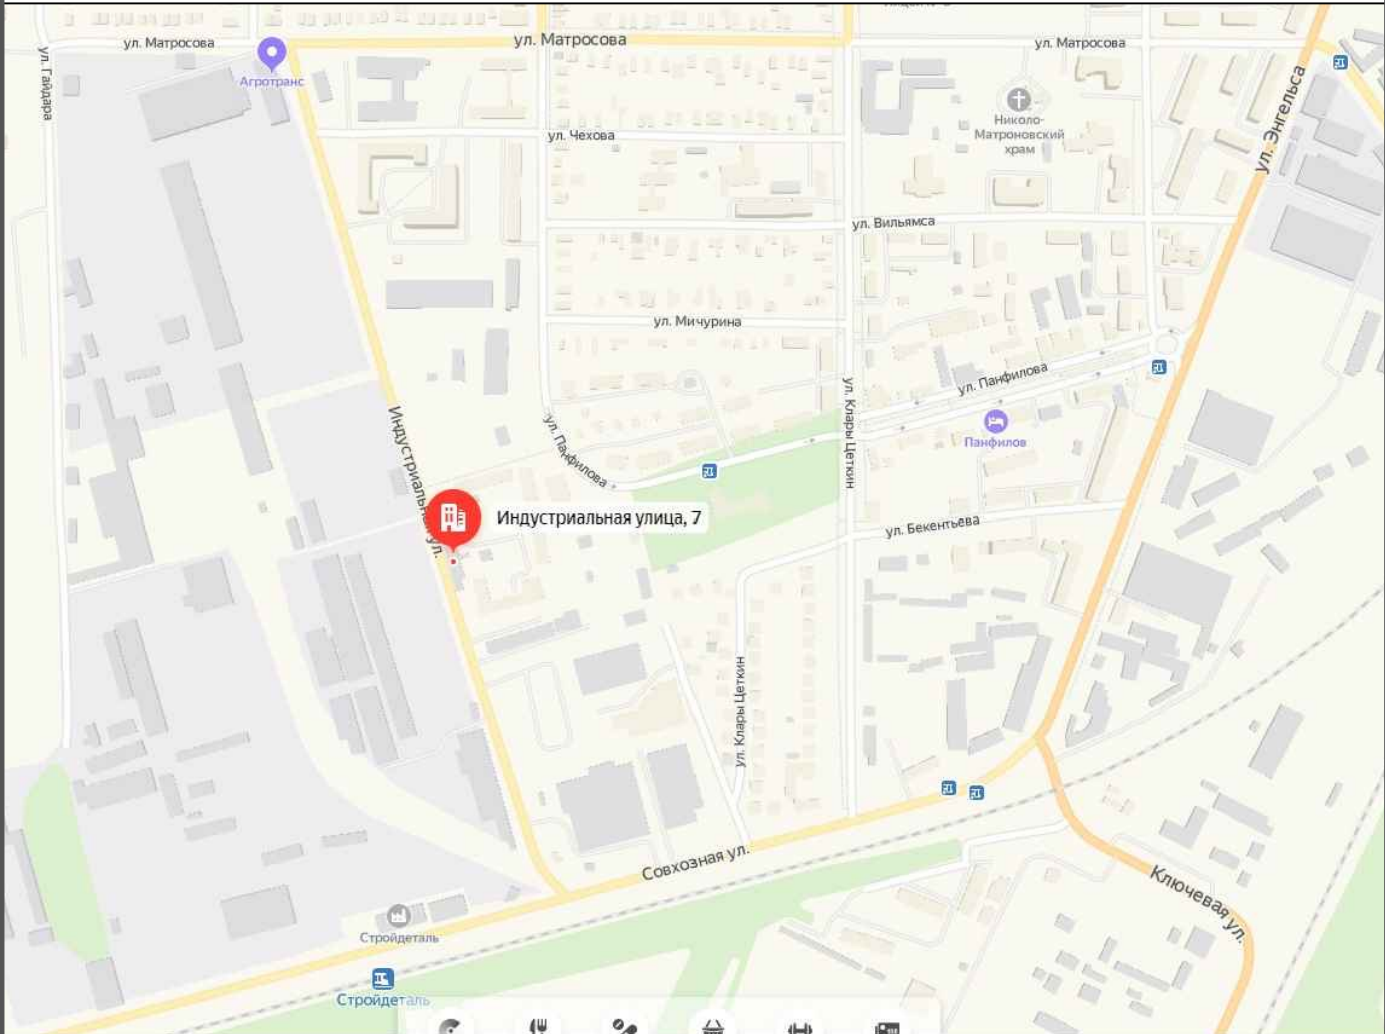 ул. Матросова
ул. Матросова
ул. Матросова
ул. Гайдара
Агротранс
ул. Энгельса
Николо-
Матроновский
храм
ул. Чехова
ул. Вильямса
ул. Мичурина
ул. Панфилова
ул. Клары Цеткин
Индустриальная ул.
ул. Панфилова
Панфилов
Индустриальная улица, 7
ул. Бекентьева
ул. Клары Цеткин
Совхозная ул.
Ключевая ул.
Стройдеталь
Стройдеталь